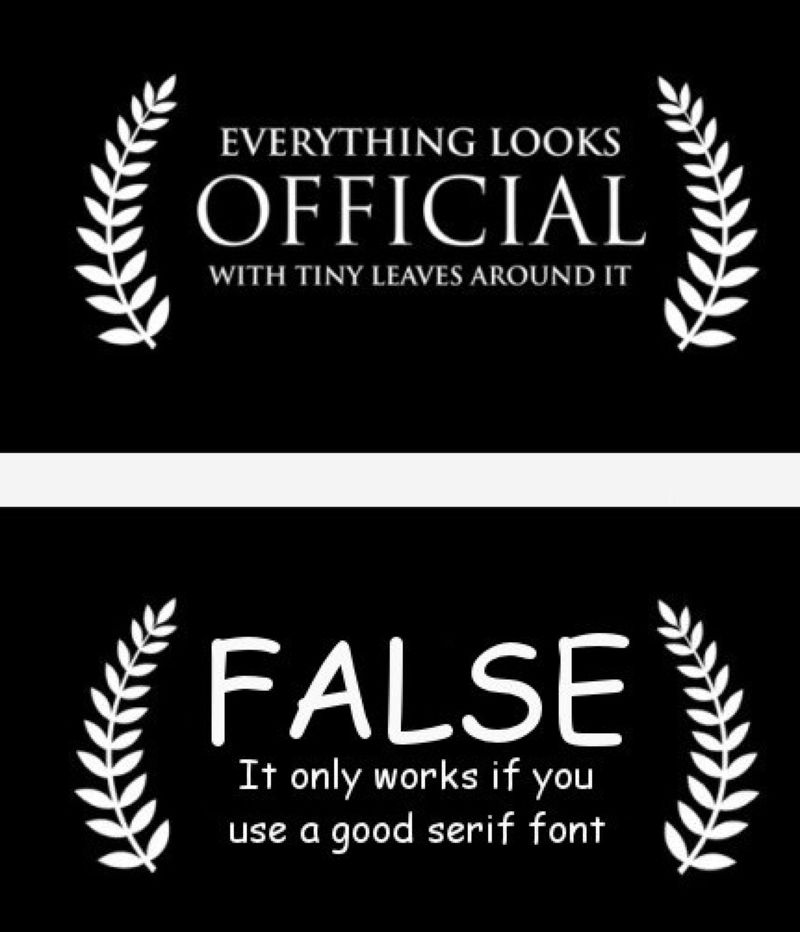 EVERYTHING LOOKS
OFFICIAL
WITH TINY LEAVES AROUND IT
FALSE
It only works if you
use a good serif font